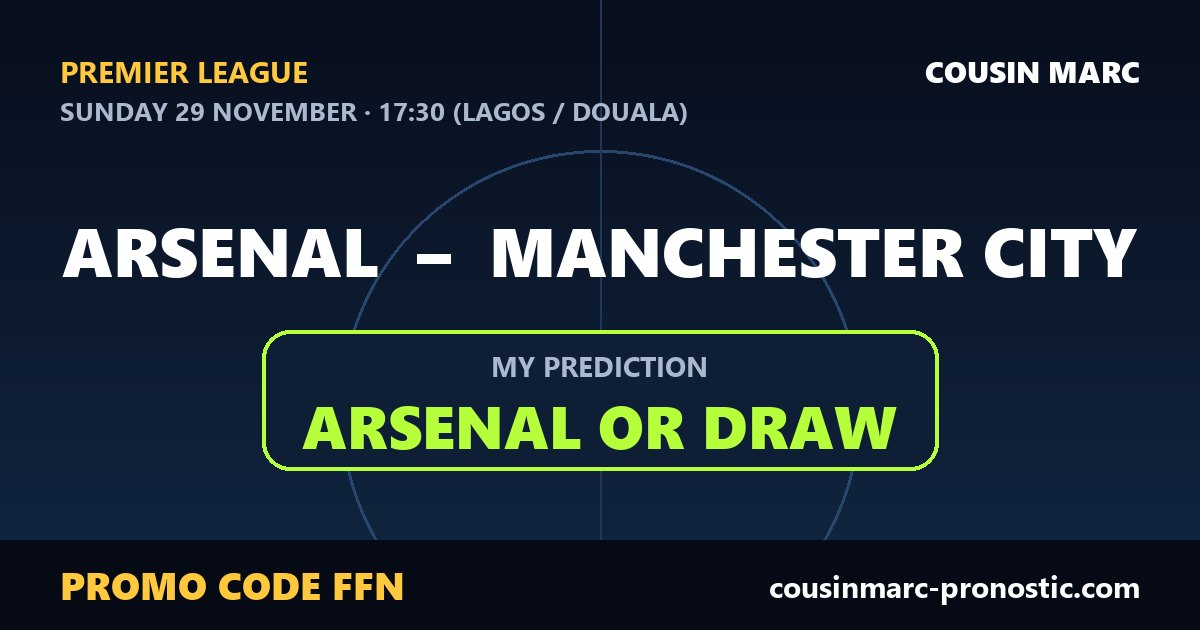 PREMIER LEAGUE
COUSIN MARC
SUNDAY 29 NOVEMBER · 17:30 (LAGOS / DOUALA)
ARSENAL – MANCHESTER CITY
MY PREDICTION
ARSENAL OR DRAW
PROMO CODE FFN
cousinmarc-pronostic.com